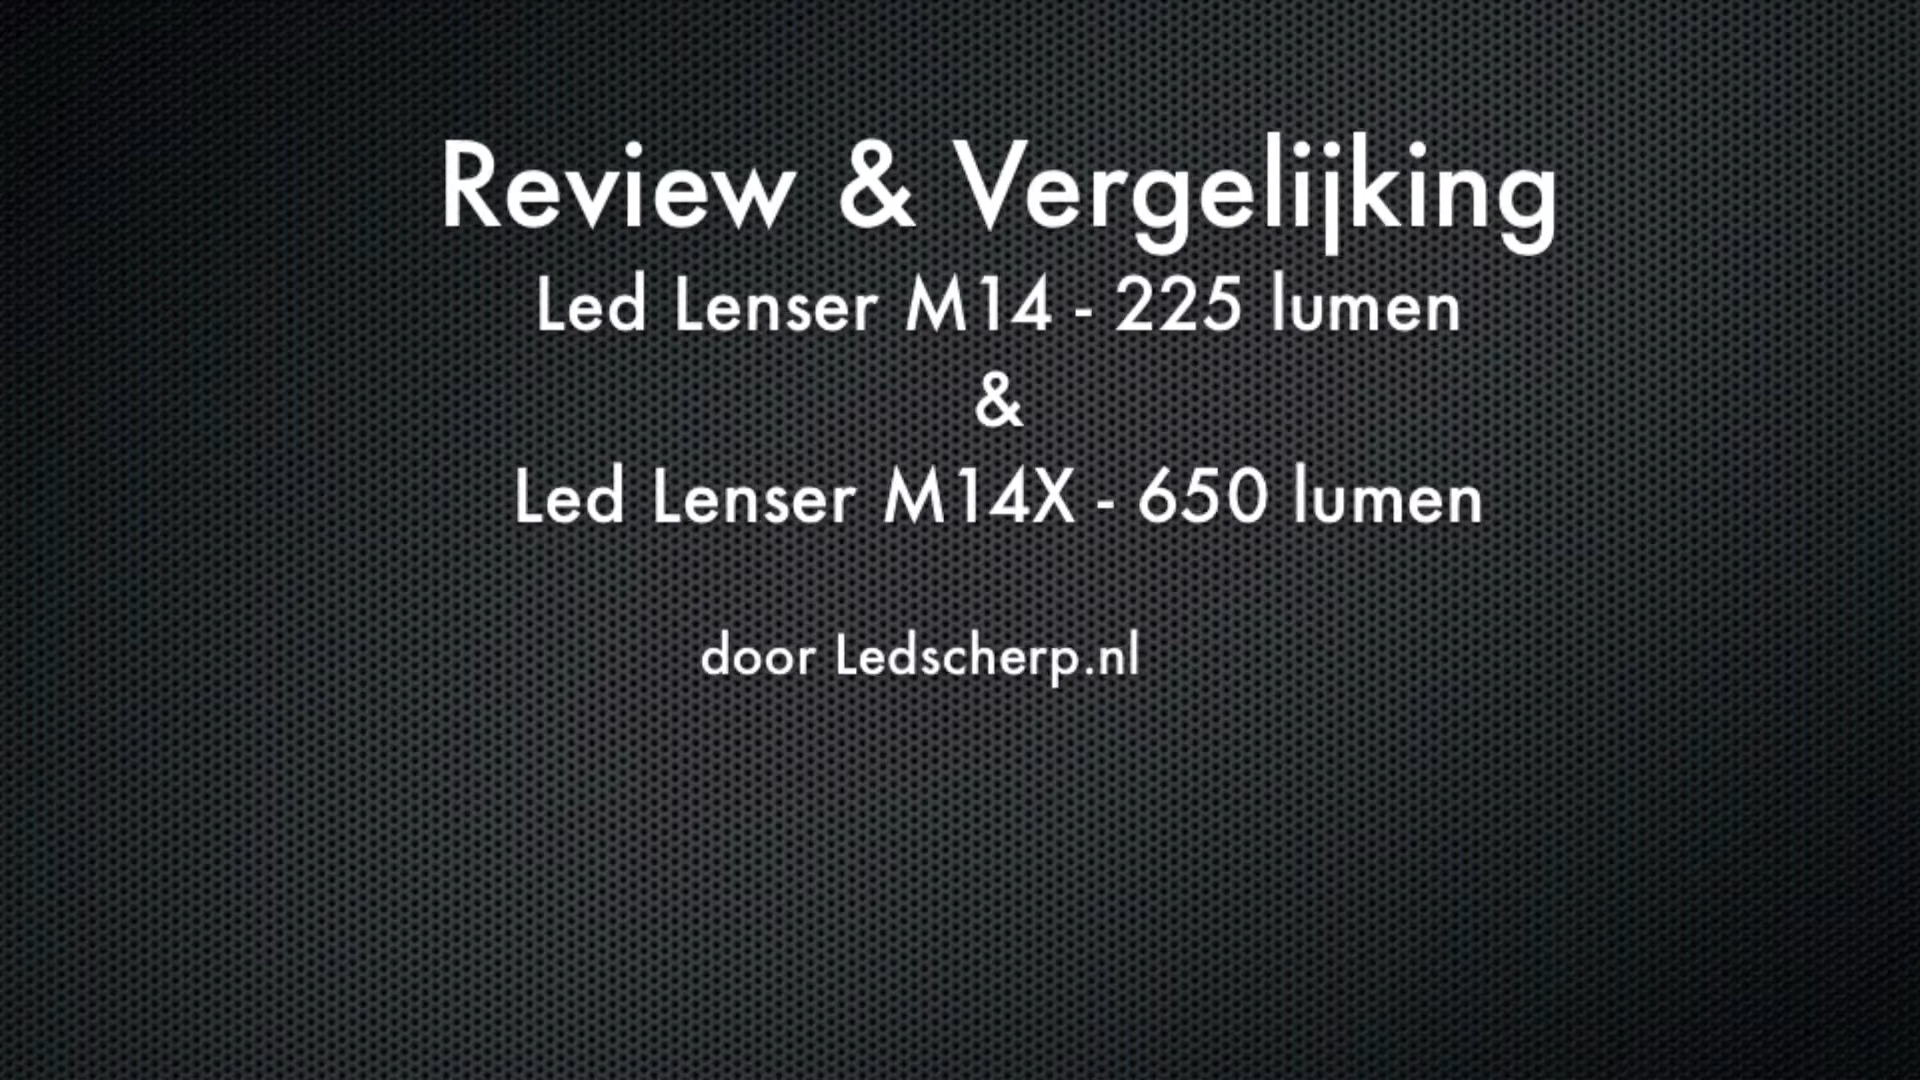 Review & Vergelijking
Led Lenser M14 - 225 lumen
&
Led Lenser M14X - 650 lumen
door Ledscherp.nl